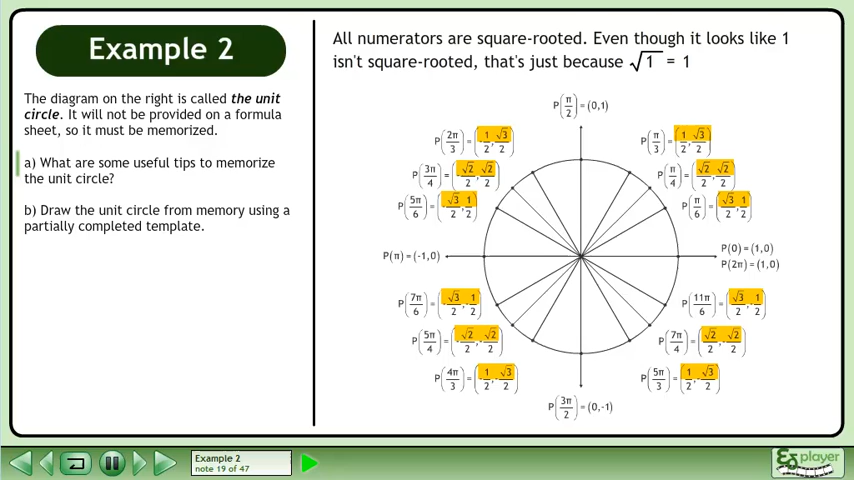 Example 2
The diagram on the right is called the unit
circle. It will not be provided on a formula
sheet, so it must be memorized.
a) What are some useful tips to memorize
the unit circle?
b) Draw the unit circle from memory using a
partially completed template.
All numerators are square-rooted. Even though it looks like 1
isn't square-rooted, that's just because √1 = 1
P(π/2) = (0,1)
P(2π/3) = (-1/2, √3/2)
P(π/3) = (1/2, √3/2)
P(3π/4) = (-√2/2, √2/2)
P(π/4) = (√2/2, √2/2)
P(5π/6) = (-√3/2, 1/2)
P(π/6) = (√3/2, 1/2)
P(π) = (-1,0)
P(0) = (1,0)
P(2π) = (1,0)
P(7π/6) = (-√3/2, -1/2)
P(11π/6) = (√3/2, -1/2)
P(5π/4) = (-√2/2, -√2/2)
P(7π/4) = (√2/2, -√2/2)
P(4π/3) = (-1/2, -√3/2)
P(5π/3) = (1/2, -√3/2)
P(3π/2) = (0,-1)
Example 2
note 19 of 47
player